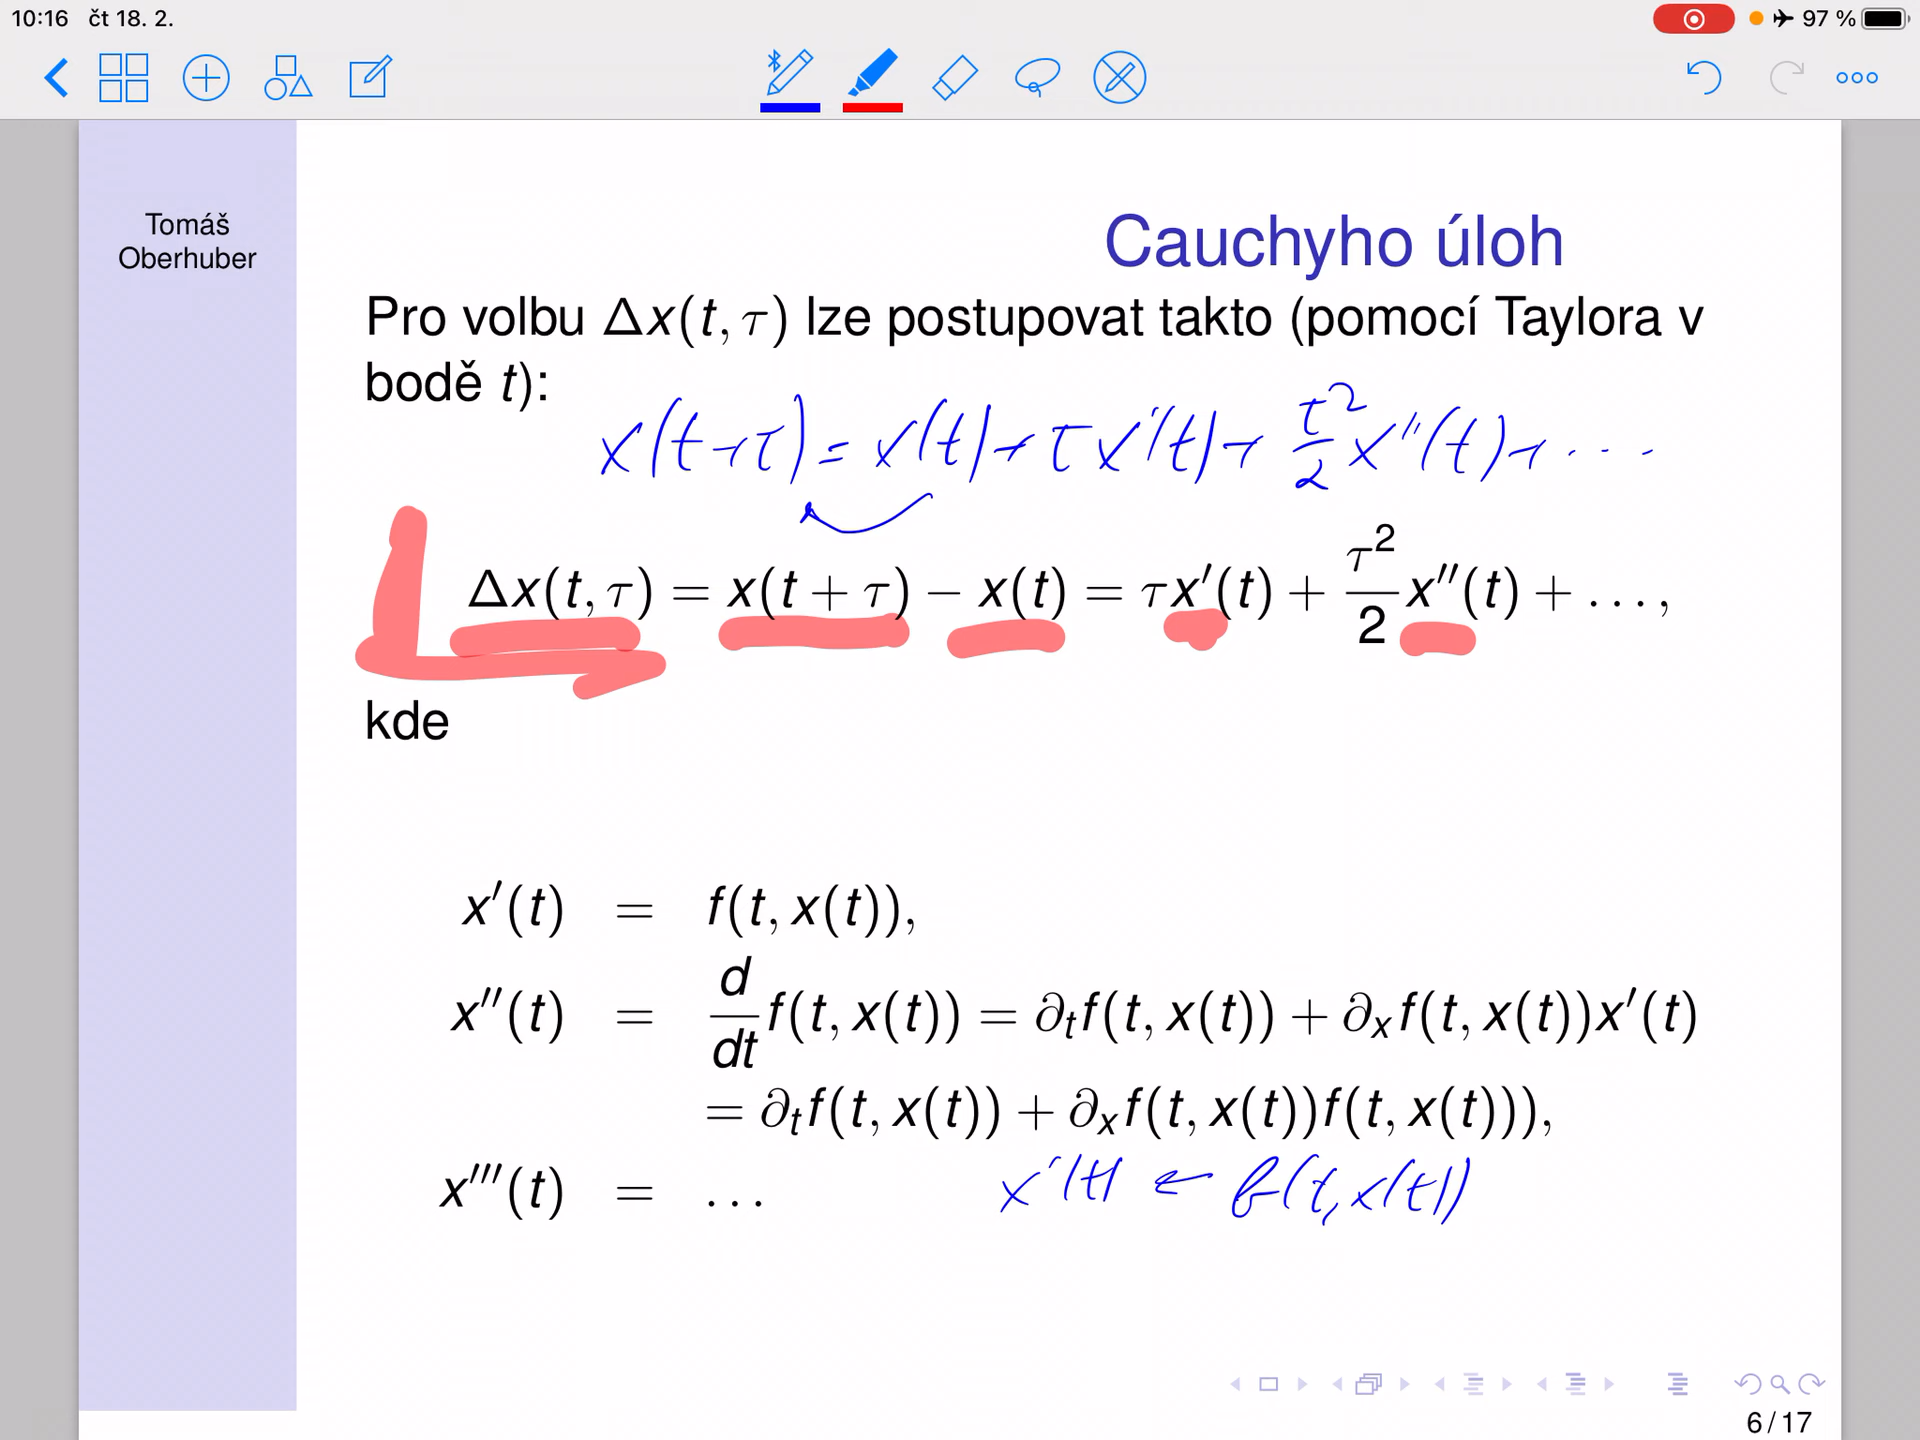 10:16 čt 18. 2. 97 %
Tomáš
Oberhuber
Cauchyho úloh
Pro volbu Δx(t, τ) lze postupovat takto (pomocí Taylora v
bodě t):
x(t+τ) = x(t) + τx'(t) + τ²/2 x''(t) + ...
Δx(t, τ) = x(t + τ) − x(t) = τx′(t) + τ²/2 x″(t) + . . . ,
kde
x′(t) = f(t, x(t)),
x″(t) = d/dt f(t, x(t)) = ∂ₜf(t, x(t)) + ∂ₓf(t, x(t))x′(t)
= ∂ₜf(t, x(t)) + ∂ₓf(t, x(t))f(t, x(t))),
x‴(t) = . . .
x'(t) ← f(t, x(t))
6 / 17